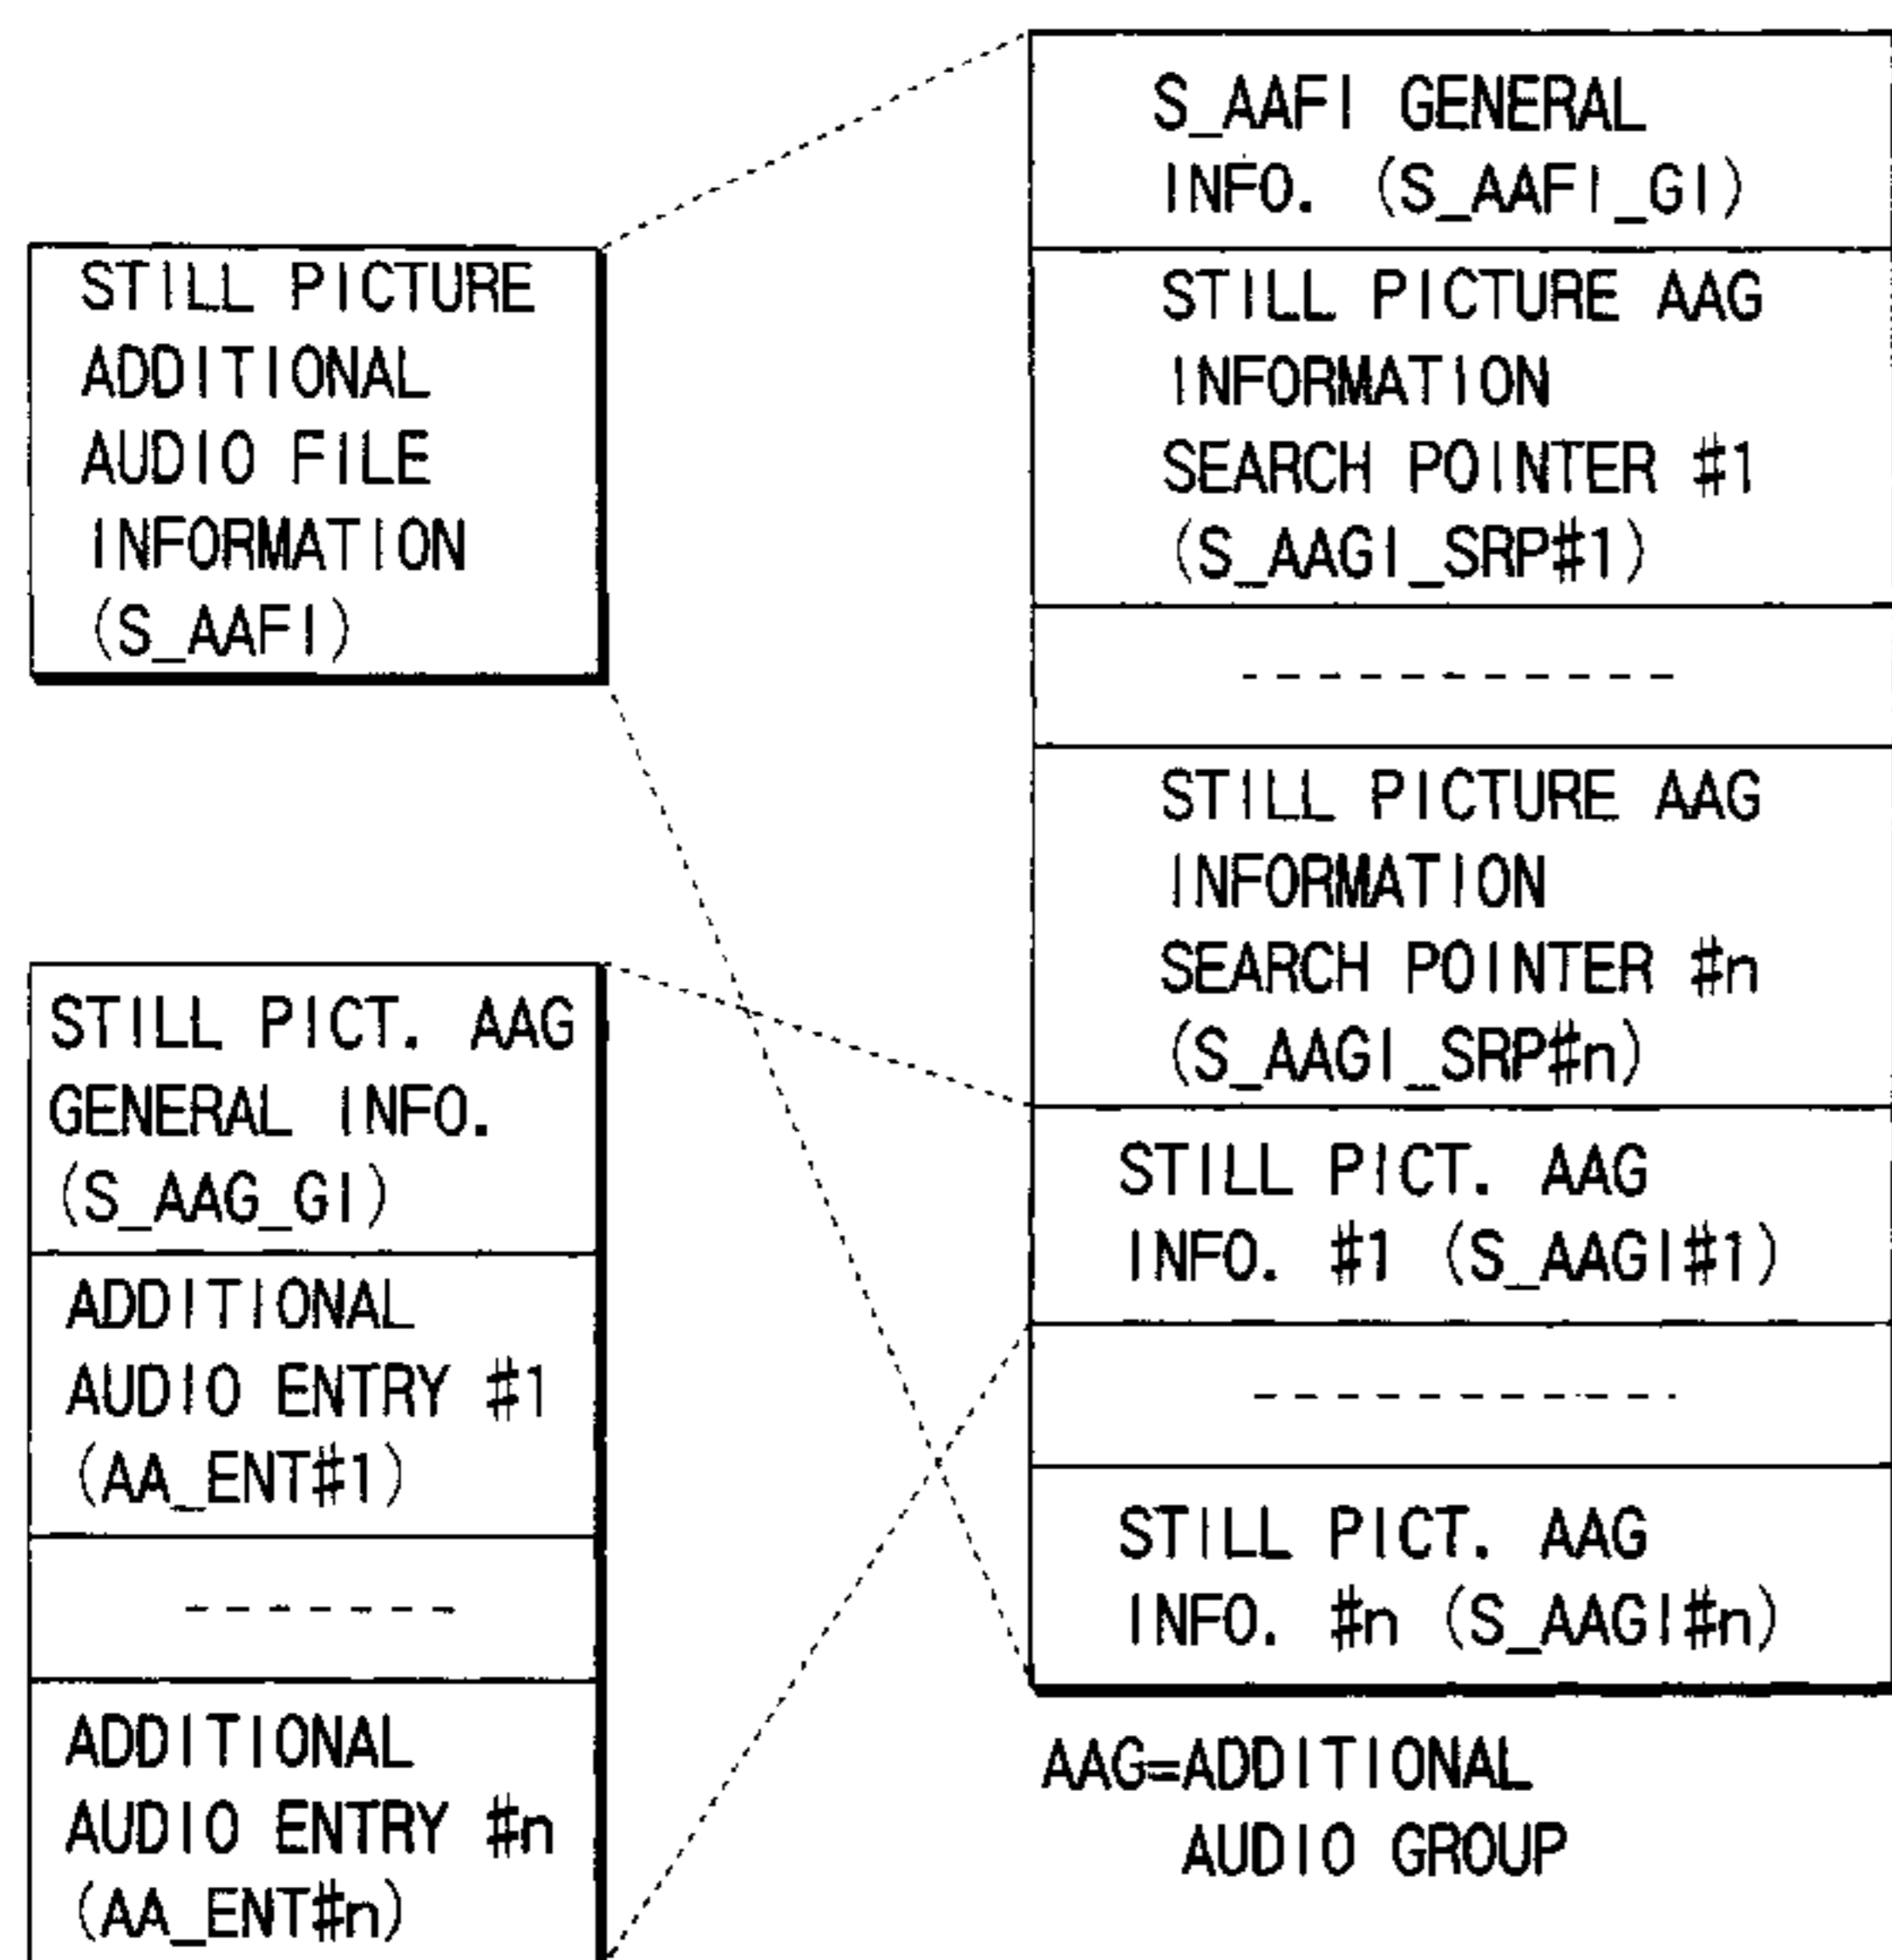 STILL PICTURE
ADDITIONAL
AUDIO FILE
INFORMATION
(S_AAFI)
S_AAFI GENERAL
INFO. (S_AAFI_GI)
STILL PICTURE AAG
INFORMATION
SEARCH POINTER #1
(S_AAGI_SRP#1)
STILL PICTURE AAG
INFORMATION
SEARCH POINTER #n
(S_AAGI_SRP#n)
STILL PICT. AAG
INFO. #1 (S_AAGI#1)
STILL PICT. AAG
INFO. #n (S_AAGI#n)
STILL PICT. AAG
GENERAL INFO.
(S_AAG_GI)
ADDITIONAL
AUDIO ENTRY #1
(AA_ENT#1)
ADDITIONAL
AUDIO ENTRY #n
(AA_ENT#n)
AAG=ADDITIONAL
AUDIO GROUP